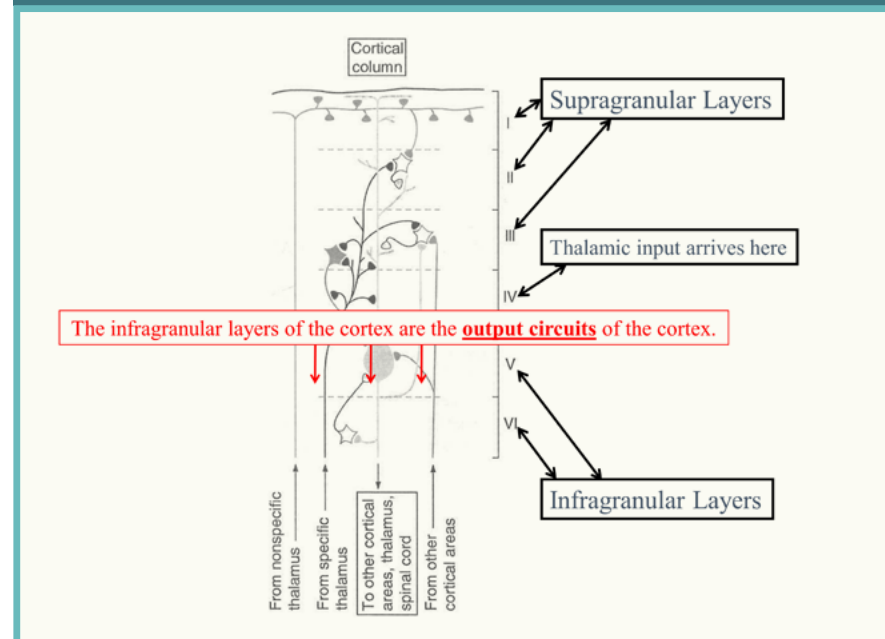 Cortical
column
Supragranular Layers
I
II
III
Thalamic input arrives here
IV
The infragranular layers of the cortex are the output circuits of the cortex.
V
VI
Infragranular Layers
From nonspecific
thalamus
From specific
thalamus
To other cortical
areas, thalamus,
spinal cord
From other
cortical areas